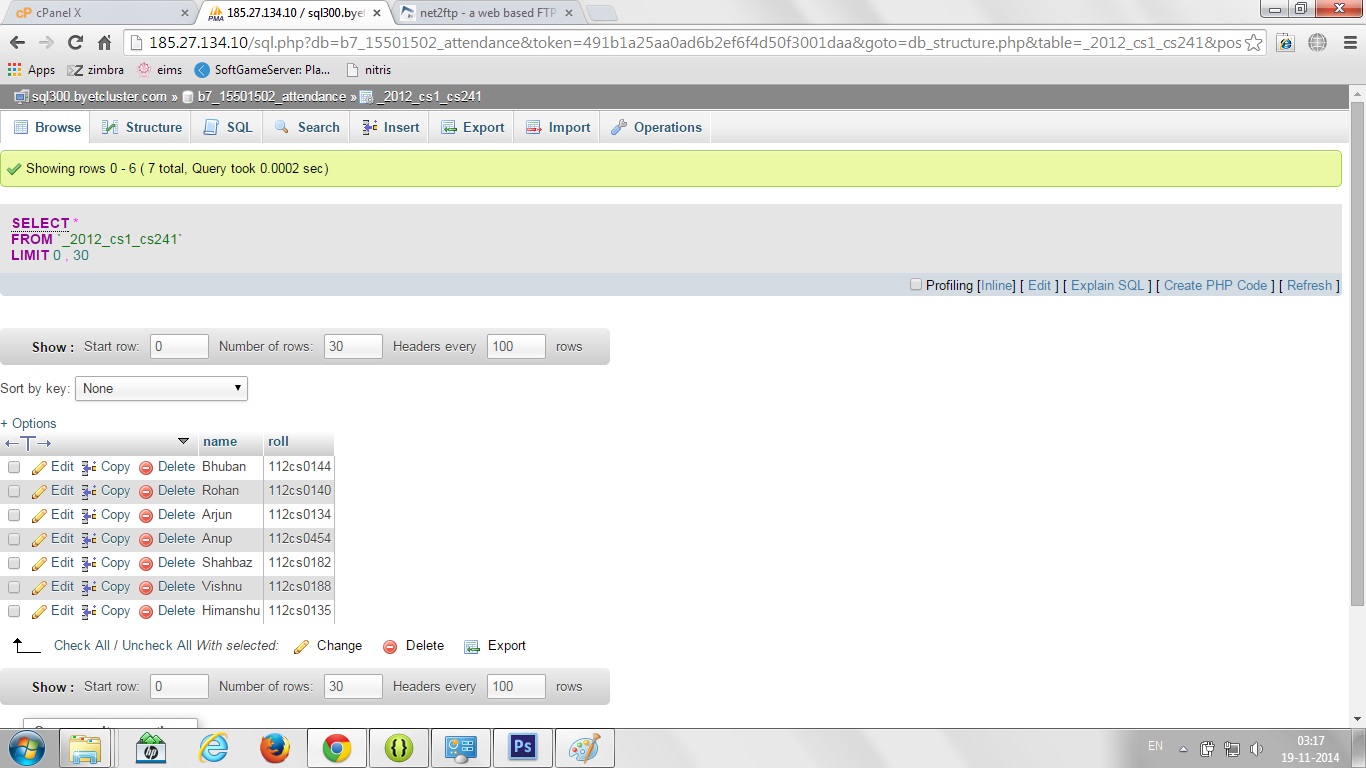 cPanel X
185.27.134.10 / sql300.bye
net2ftp - a web based FTP
185.27.134.10/sql.php?db=b7_15501502_attendance&token=491b1a25aa0ad6b2ef6f4d50f3001daa&goto=db_structure.php&table=_2012_cs1_cs241&pos
Apps zimbra eims SoftGameServer: Pla... nitris
sql300.byetcluster.com » b7_15501502_attendance » _2012_cs1_cs241
Browse Structure SQL Search Insert Export Import Operations
Showing rows 0 - 6 ( 7 total, Query took 0.0002 sec)
SELECT *
FROM `_2012_cs1_cs241`
LIMIT 0 , 30
Profiling [Inline] [ Edit ] [ Explain SQL ] [ Create PHP Code ] [ Refresh ]
Show : Start row: 0 Number of rows: 30 Headers every 100 rows
Sort by key: None
+ Options
←T→ name roll
Edit Copy Delete Bhuban 112cs0144
Edit Copy Delete Rohan 112cs0140
Edit Copy Delete Arjun 112cs0134
Edit Copy Delete Anup 112cs0454
Edit Copy Delete Shahbaz 112cs0182
Edit Copy Delete Vishnu 112cs0188
Edit Copy Delete Himanshu 112cs0135
Check All / Uncheck All With selected: Change Delete Export
Show : Start row: 0 Number of rows: 30 Headers every 100 rows
hp
Ps
EN
03:17
19-11-2014